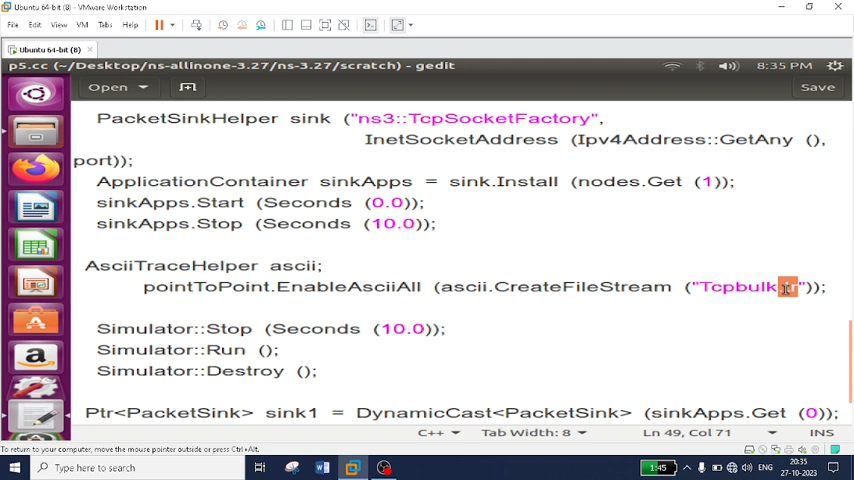 Ubuntu 64-bit (8) - VMware Workstation
File Edit View VM Tabs Help
Ubuntu 64-bit (8)
p5.cc (~/Desktop/ns-allinone-3.27/ns-3.27/scratch) - gedit 8:35 PM
Open Save
PacketSinkHelper sink ("ns3::TcpSocketFactory",
InetSocketAddress (Ipv4Address::GetAny (),
port));
ApplicationContainer sinkApps = sink.Install (nodes.Get (1));
sinkApps.Start (Seconds (0.0));
sinkApps.Stop (Seconds (10.0));
AsciiTraceHelper ascii;
pointToPoint.EnableAsciiAll (ascii.CreateFileStream ("Tcpbulk.tr"));
Simulator::Stop (Seconds (10.0));
Simulator::Run ();
Simulator::Destroy ();
Ptr<PacketSink> sink1 = DynamicCast<PacketSink> (sinkApps.Get (0));
C++ Tab Width: 8 Ln 49, Col 71 INS
To return to your computer, move the mouse pointer outside or press Ctrl+Alt.
Type here to search
1:45 ENG 20:35
27-10-2023